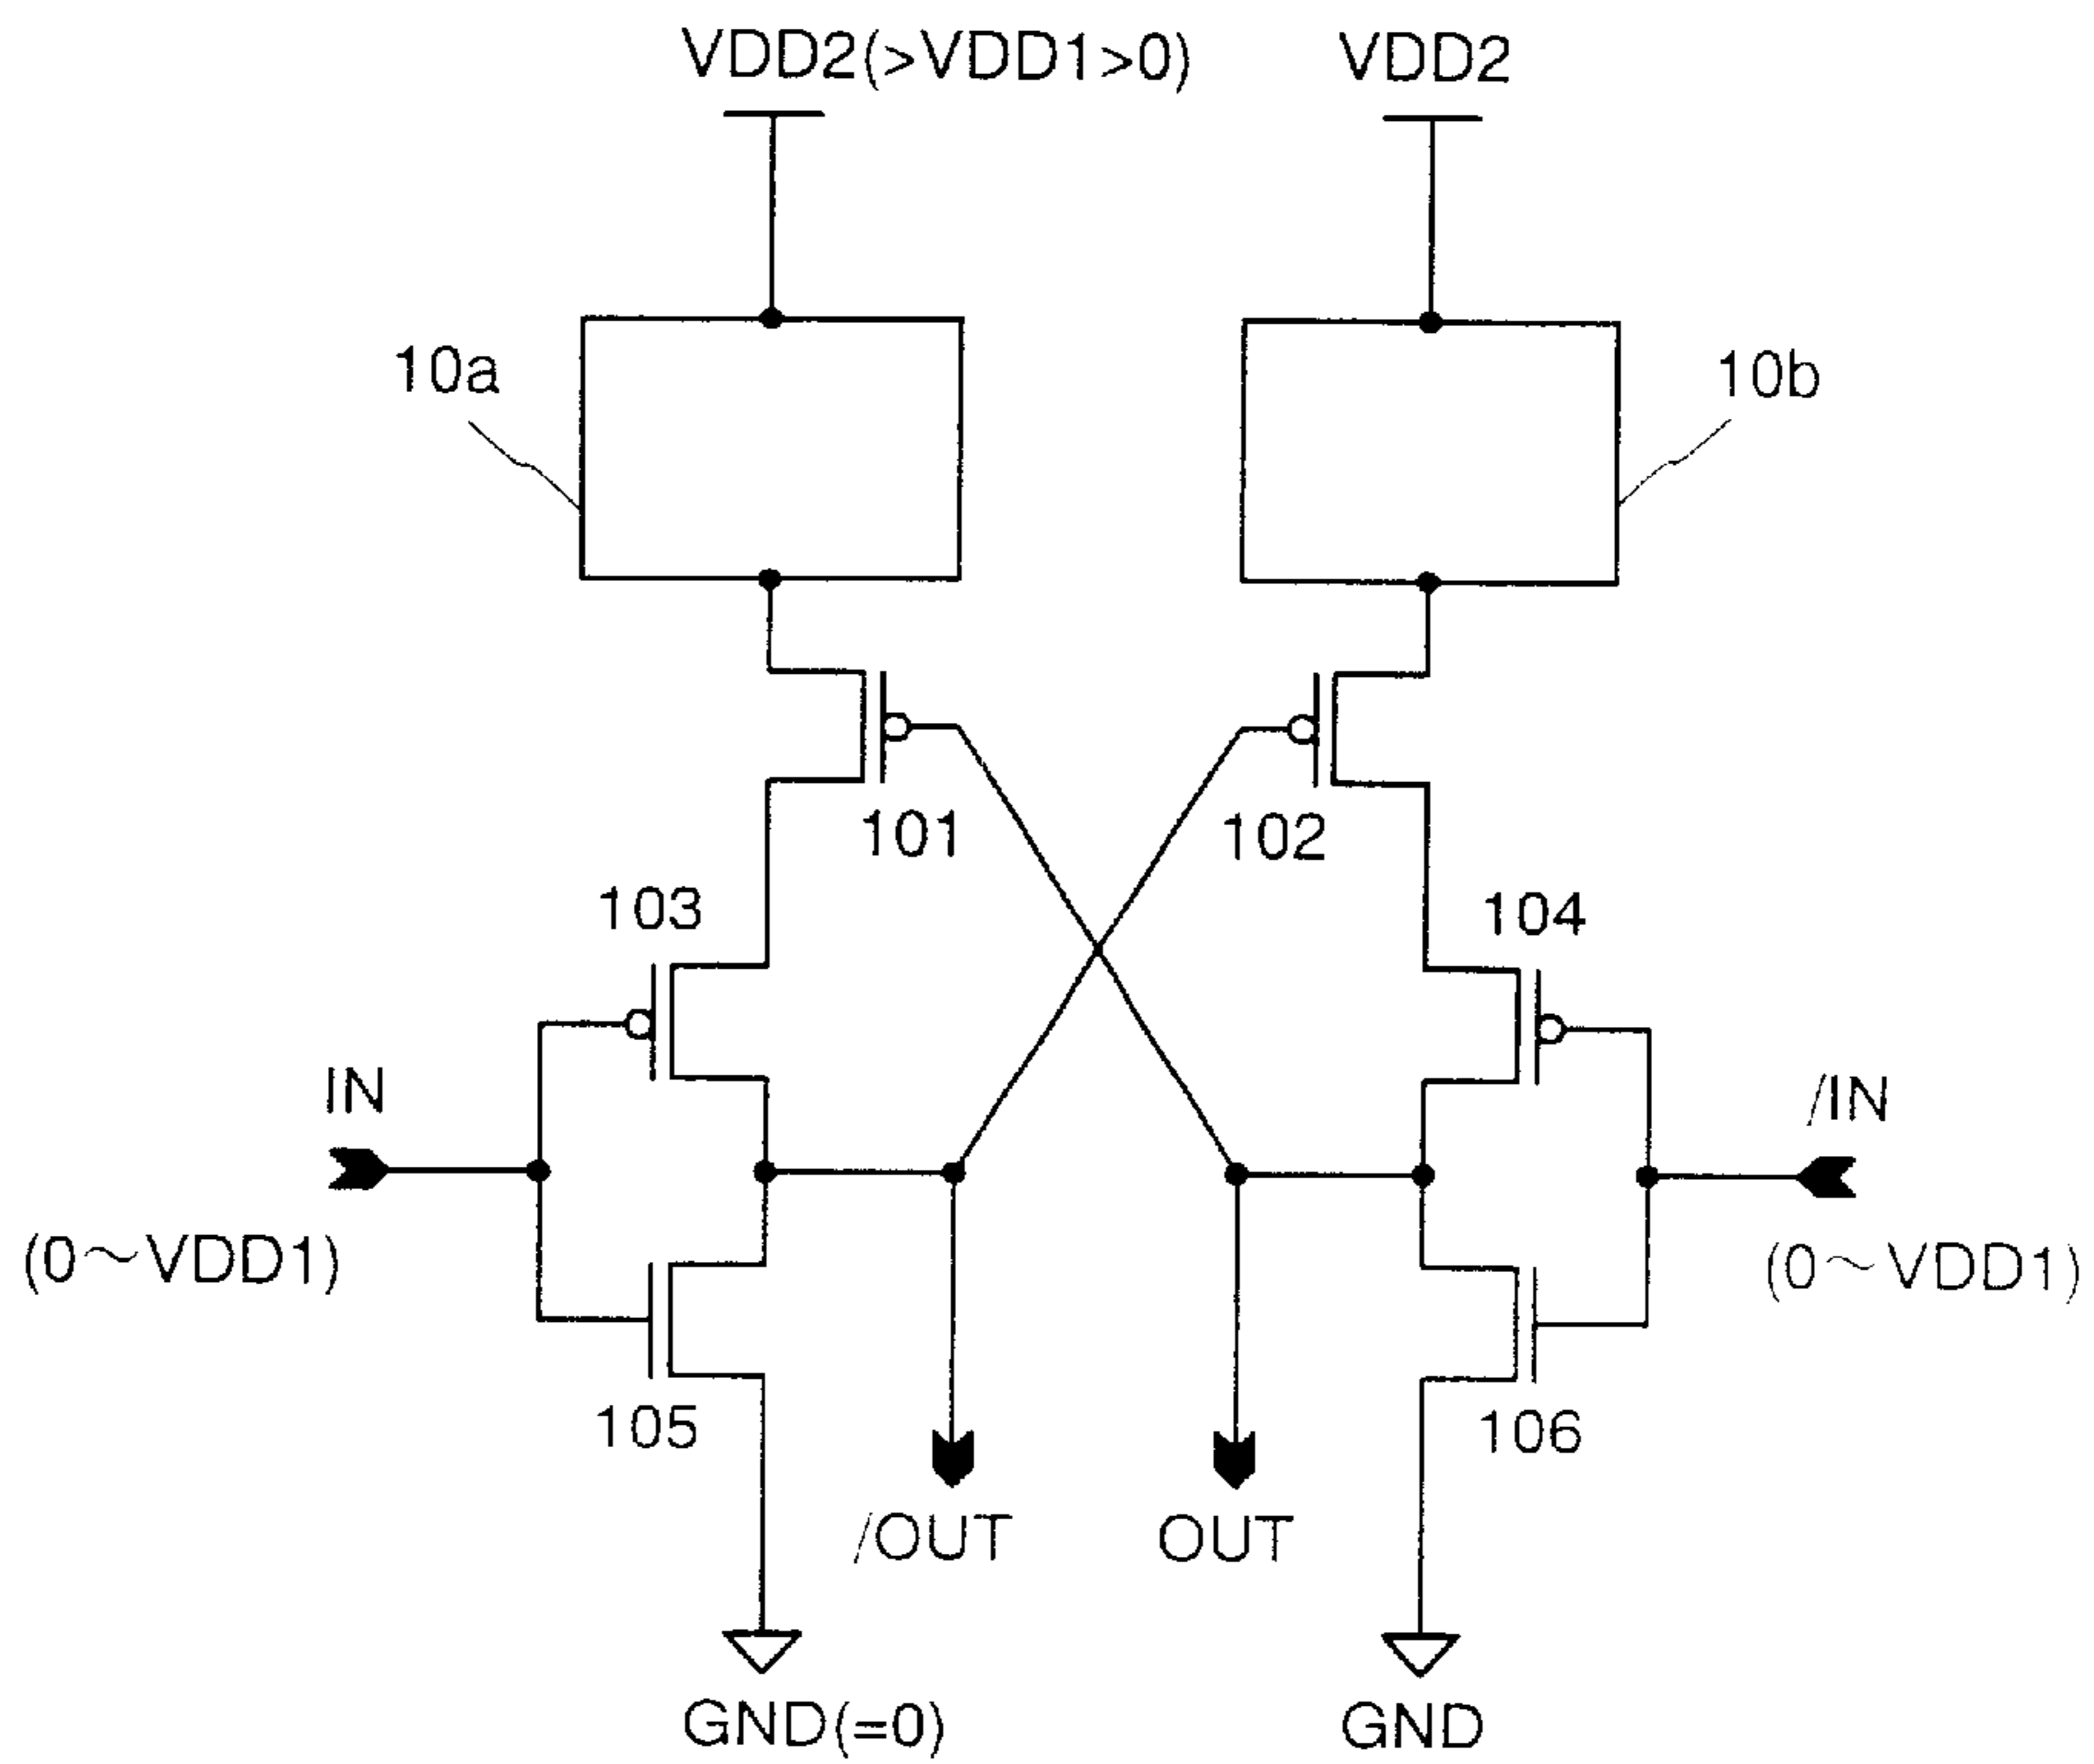 VDD2(>VDD1>0)
VDD2
10a
10b
101
102
103
104
IN
/IN
(0～VDD1)
(0～VDD1)
105
106
/OUT
OUT
GND(=0)
GND